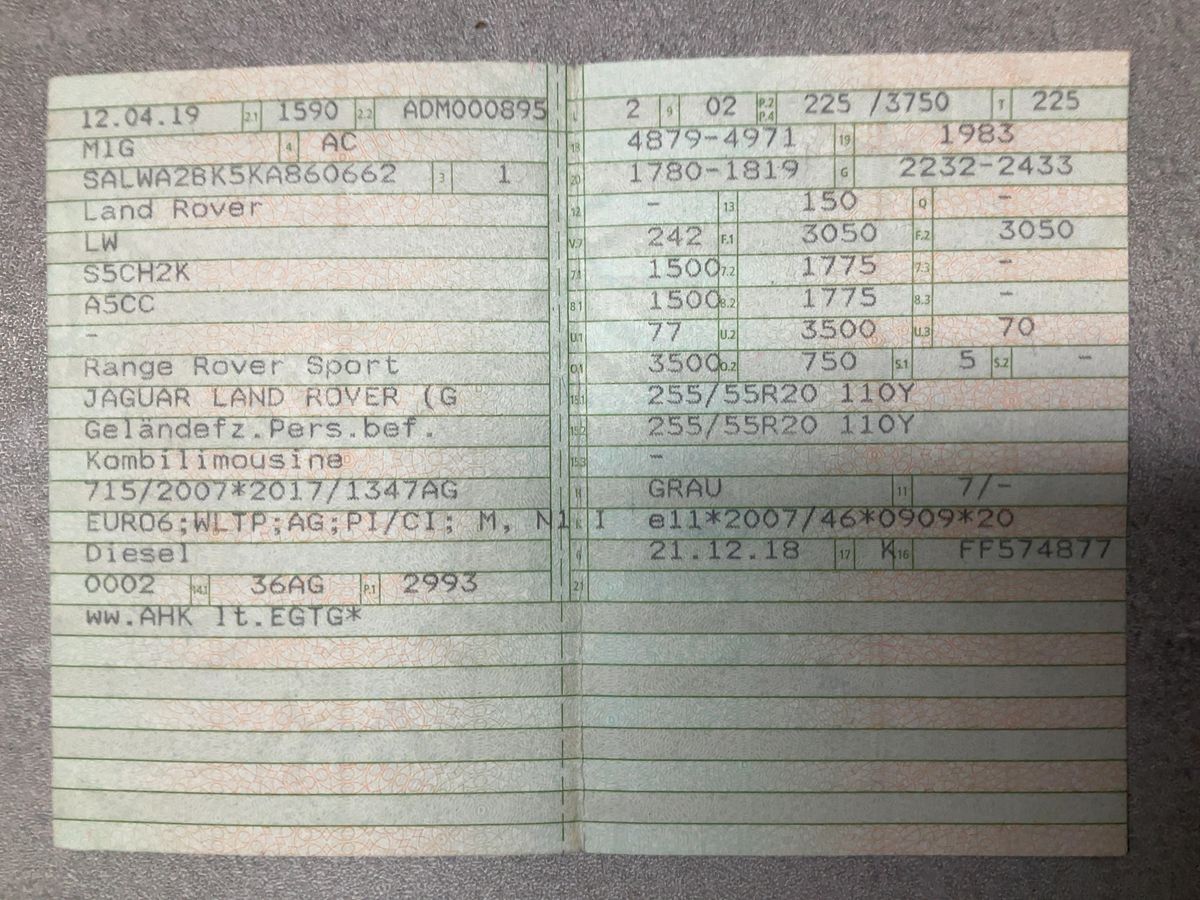 12.04.19 2.1 1590 2.2 ADM000895
M1G 4 AC
SALWA2BK5KA860662 3 1
Land Rover
LW
S5CH2K
A5CC
-
Range Rover Sport
JAGUAR LAND ROVER (G
Geländefz.Pers.bef.
Kombilimousine
715/2007*2017/1347AG
EURO6;WLTP;AG;PI/CI; M, N1 I
Diesel
0002 14.1 36AG P.1 2993
ww.AHK lt.EGTG*
L 2 9 02 P.2 P.4 225 /3750 T 225
18 4879-4971 19 1983
20 1780-1819 G 2232-2433
12 - 13 150 Q -
V.7 242 F.1 3050 F.2 3050
7.1 1500 7.2 1775 7.3 -
8.1 1500 8.2 1775 8.3 -
U.1 77 U.2 3500 U.3 70
O.1 3500 O.2 750 S.1 5 S.2 -
15.1 255/55R20 110Y
15.2 255/55R20 110Y
15.3 -
R GRAU 11 7/-
K e11*2007/46*0909*20
6 21.12.18 17 K 16 FF574877
21